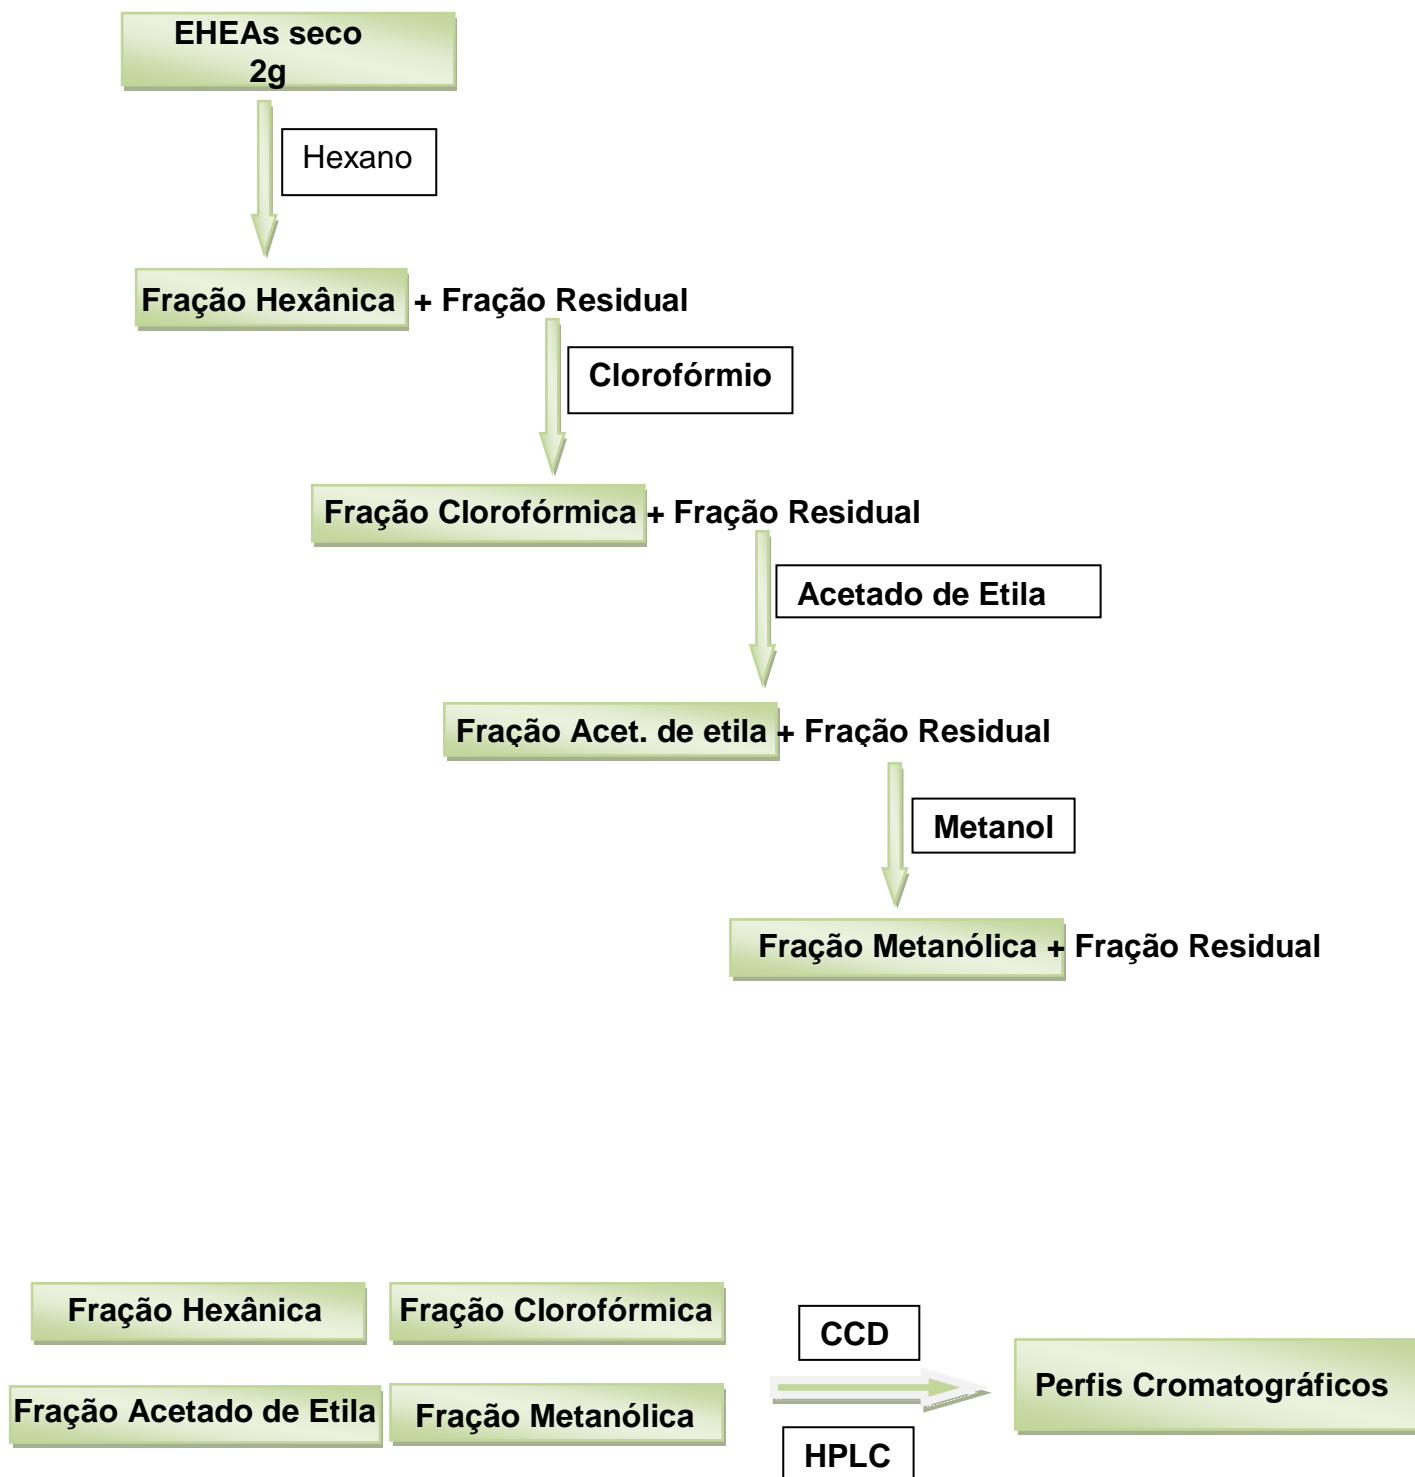 EHEAs seco
2g
Hexano
Fração Hexânica + Fração Residual
Clorofórmio
Fração Clorofórmica + Fração Residual
Acetado de Etila
Fração Acet. de etila + Fração Residual
Metanol
Fração Metanólica + Fração Residual
Fração Hexânica
Fração Clorofórmica
CCD
Perfis Cromatográficos
Fração Acetado de Etila
Fração Metanólica
HPLC